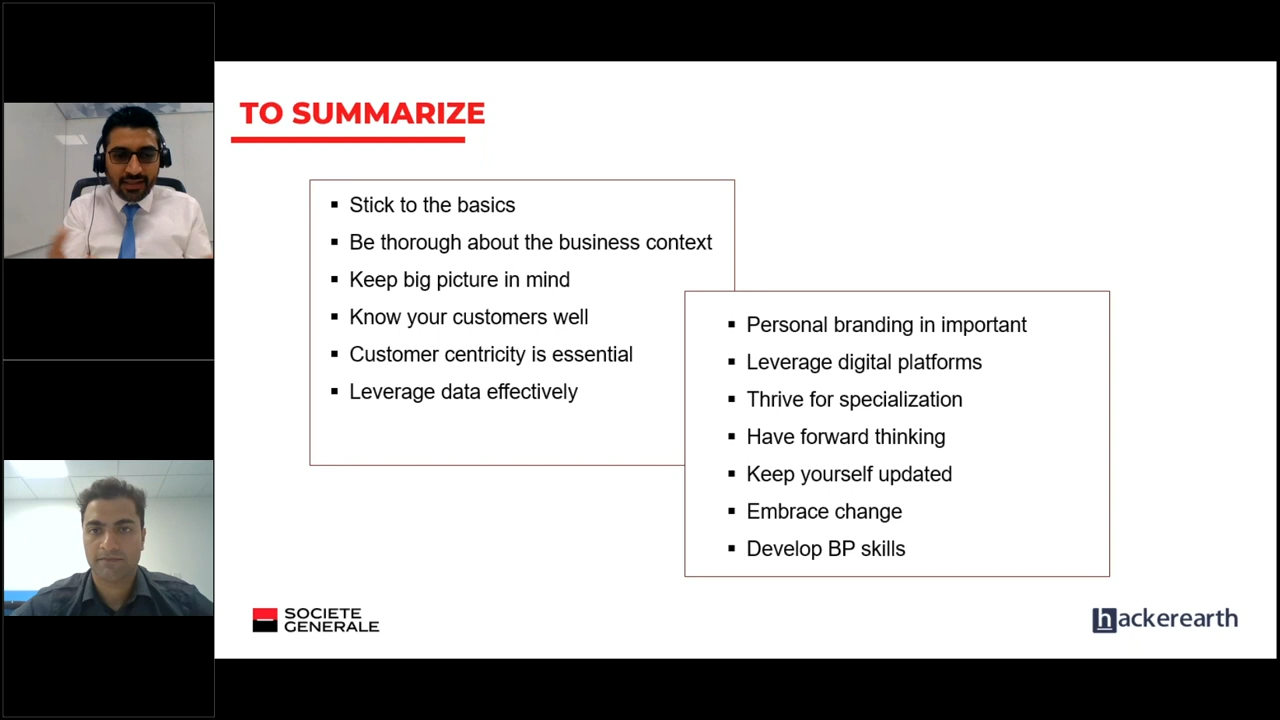 TO SUMMARIZE
▪ Stick to the basics
▪ Be thorough about the business context
▪ Keep big picture in mind
▪ Know your customers well
▪ Customer centricity is essential
▪ Leverage data effectively
▪ Personal branding in important
▪ Leverage digital platforms
▪ Thrive for specialization
▪ Have forward thinking
▪ Keep yourself updated
▪ Embrace change
▪ Develop BP skills
SOCIETE
GENERALE
hackerearth